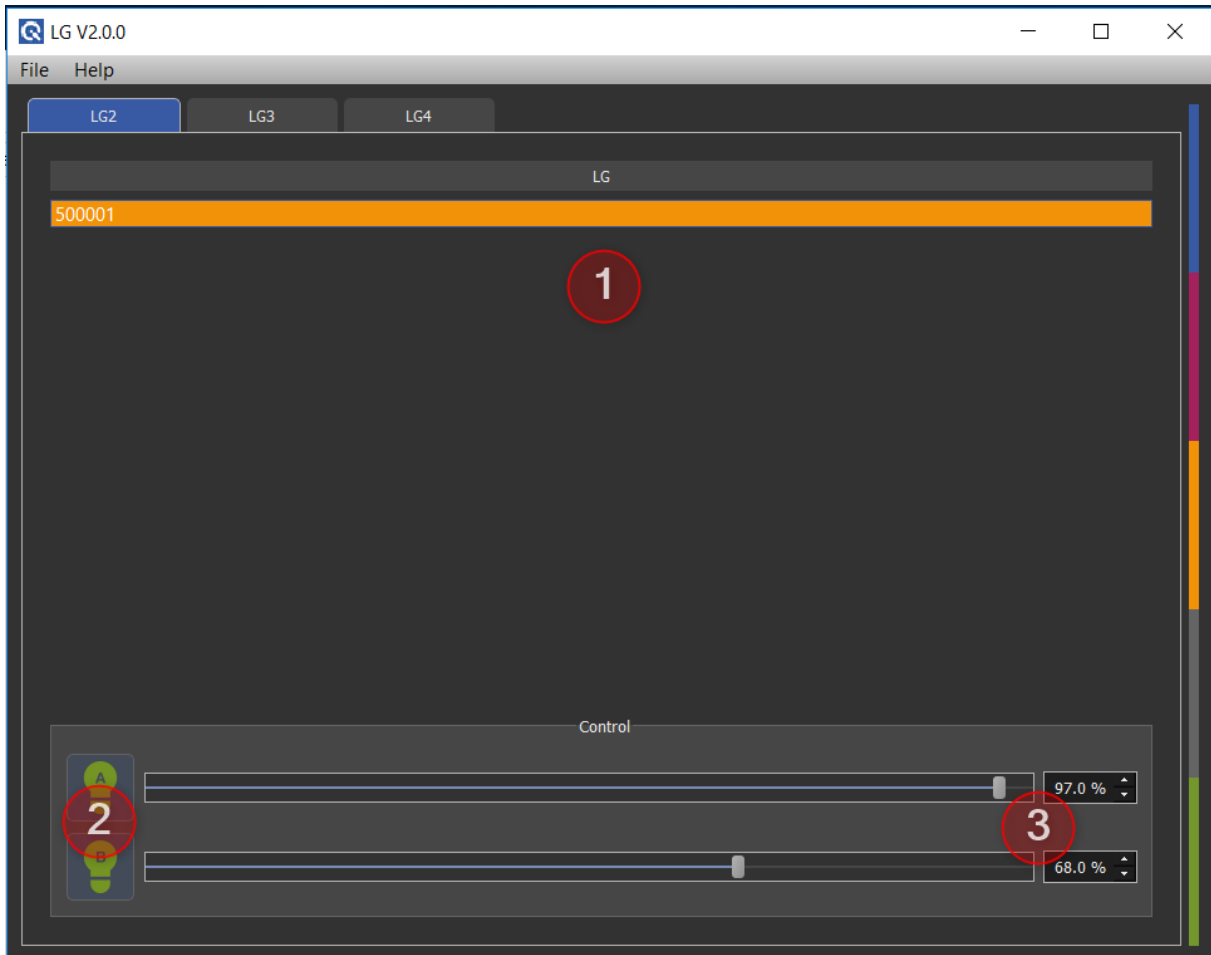 LG V2.0.0
File Help
LG2 LG3 LG4
LG
500001
1
Control
A
97.0 %
2
3
B
68.0 %